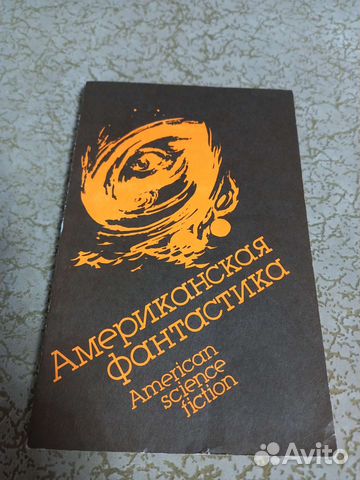 Американская
фантастика
American
science
fiction
Avito